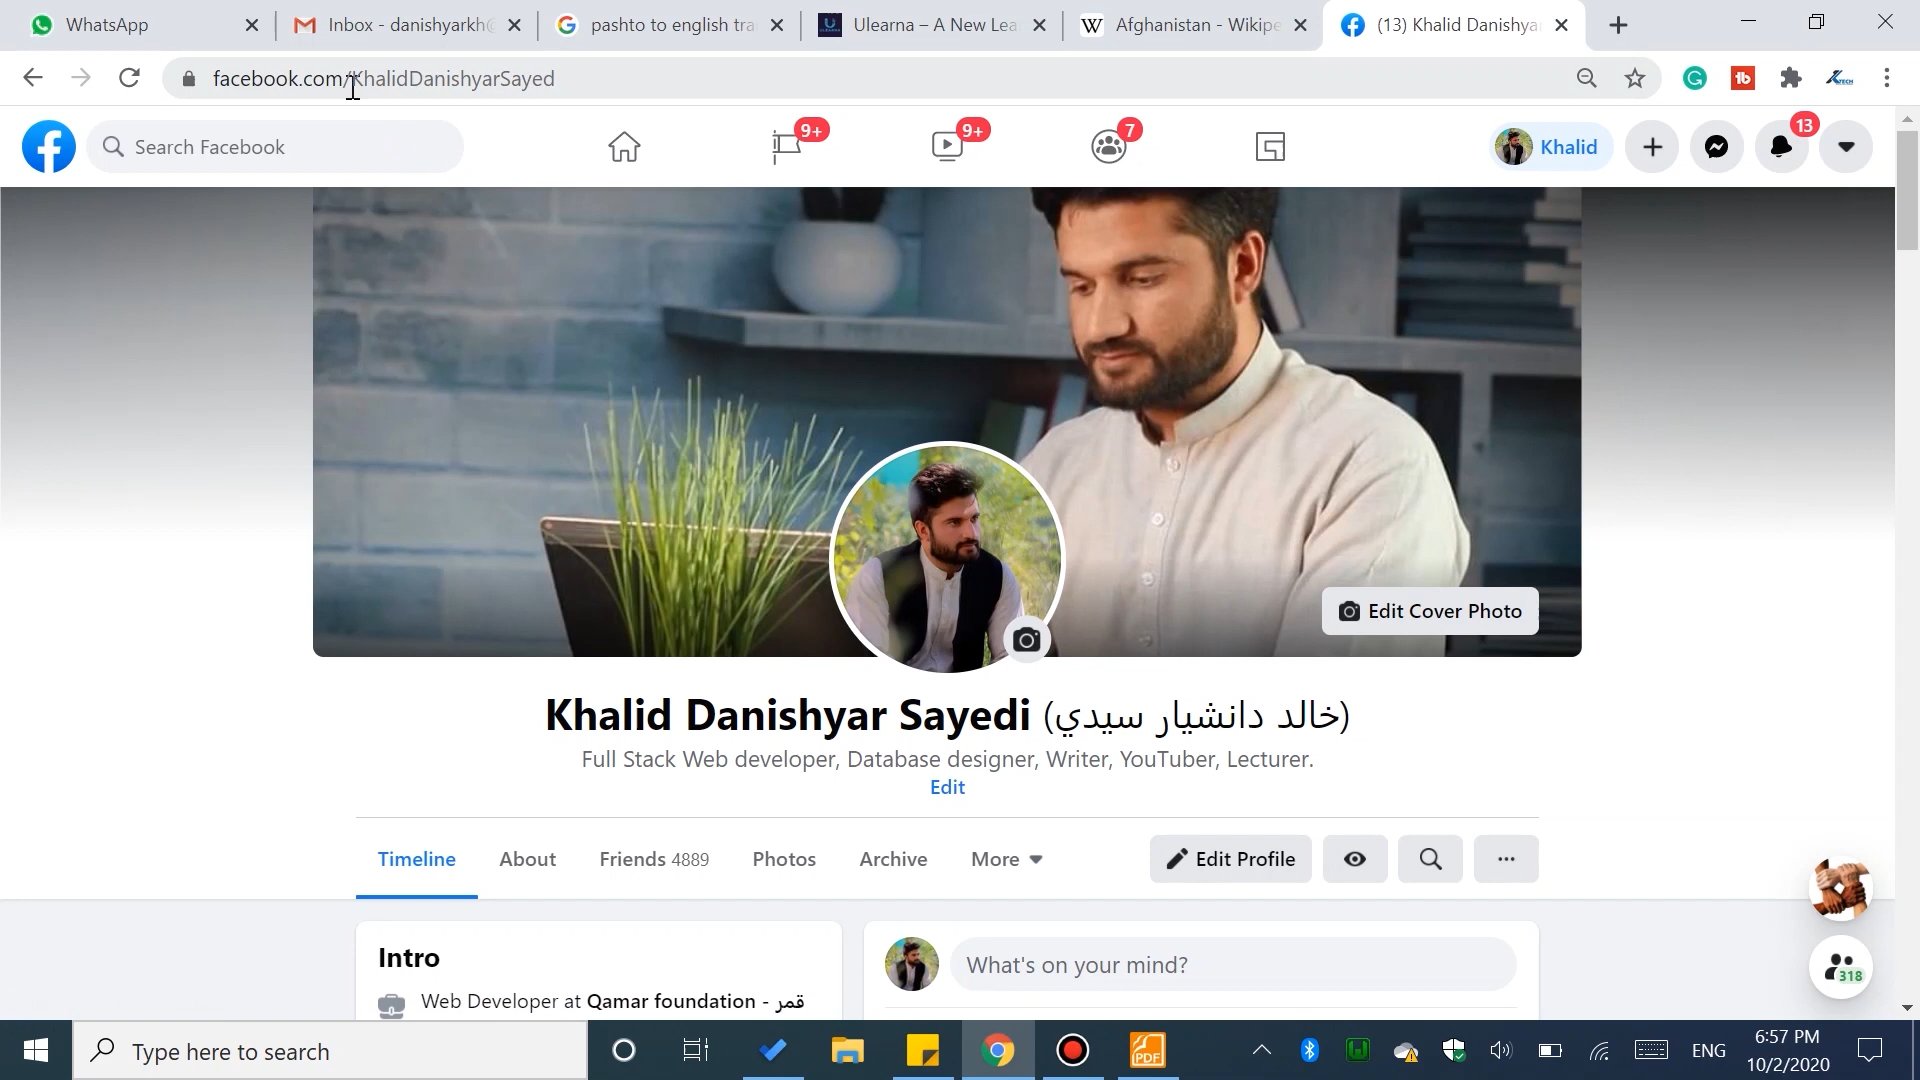 WhatsApp
Inbox - danishyarkh@
pashto to english tra
Ulearna – A New Lea
Afghanistan - Wikipe
(13) Khalid Danishya
facebook.com/KhalidDanishyarSayed
Search Facebook
9+
9+
7
Khalid
13
Edit Cover Photo
Khalid Danishyar Sayedi (خالد دانشیار سیدي)
Full Stack Web developer, Database designer, Writer, YouTuber, Lecturer.
Edit
Timeline
About
Friends 4889
Photos
Archive
More
Edit Profile
Intro
Web Developer at Qamar foundation - قمر
What's on your mind?
318
Type here to search
PDF
ENG
6:57 PM
10/2/2020